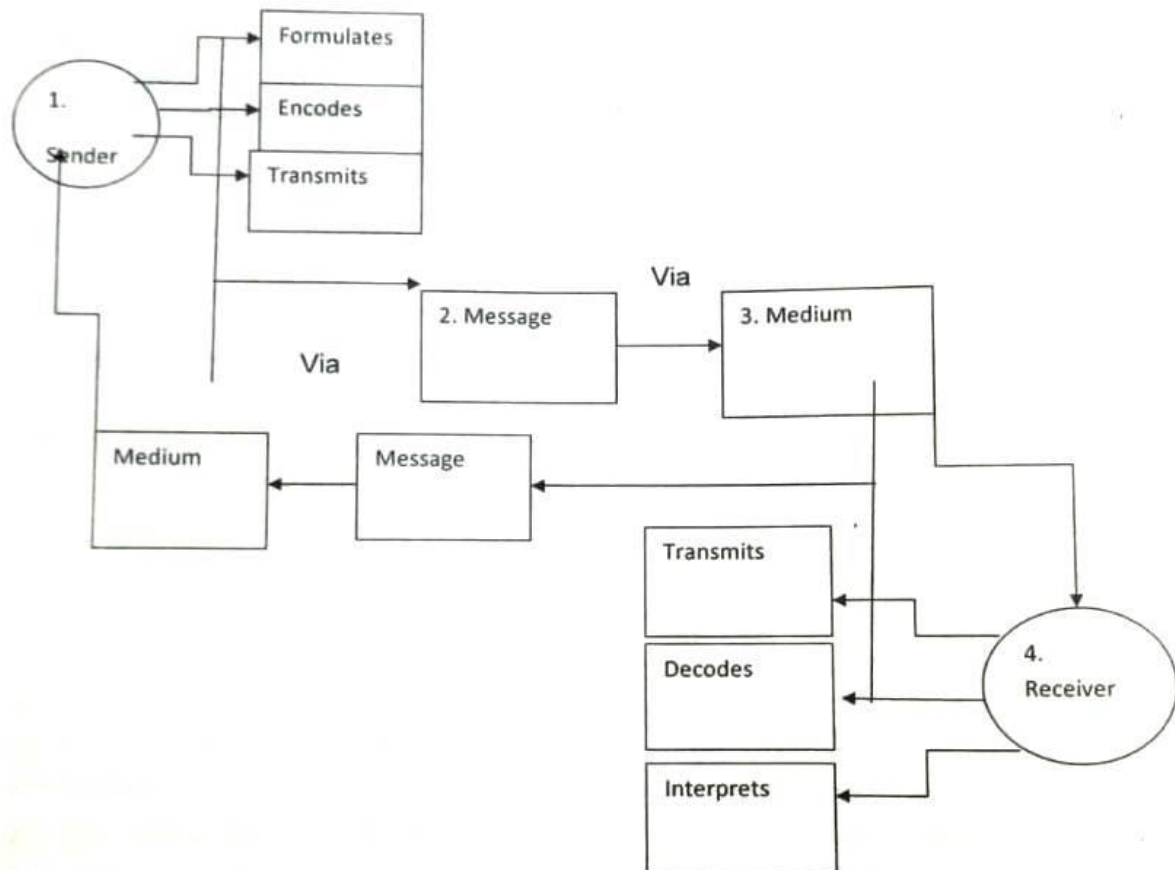 Formulates
1.
Sender
Encodes
Transmits
Via
2. Message
3. Medium
Via
Medium
Message
Transmits
4.
Receiver
Decodes
Interprets